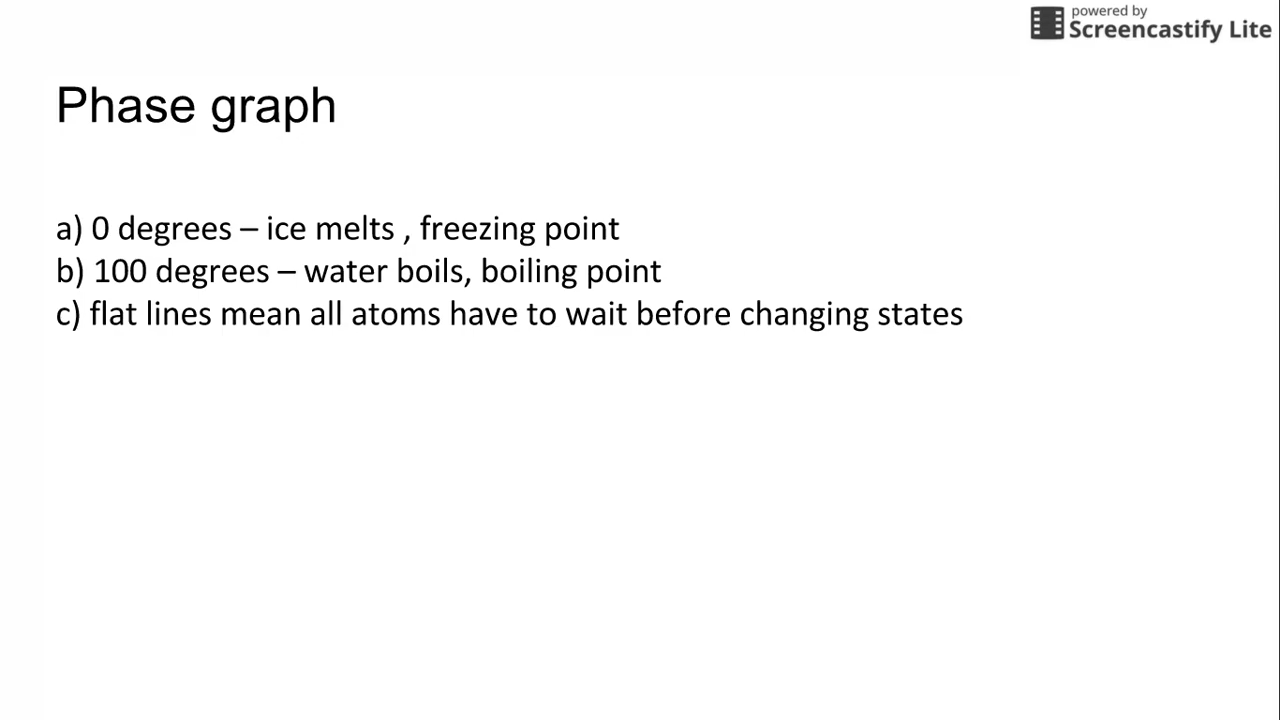 powered by
Screencastify Lite
Phase graph
a) 0 degrees – ice melts , freezing point
b) 100 degrees – water boils, boiling point
c) flat lines mean all atoms have to wait before changing states